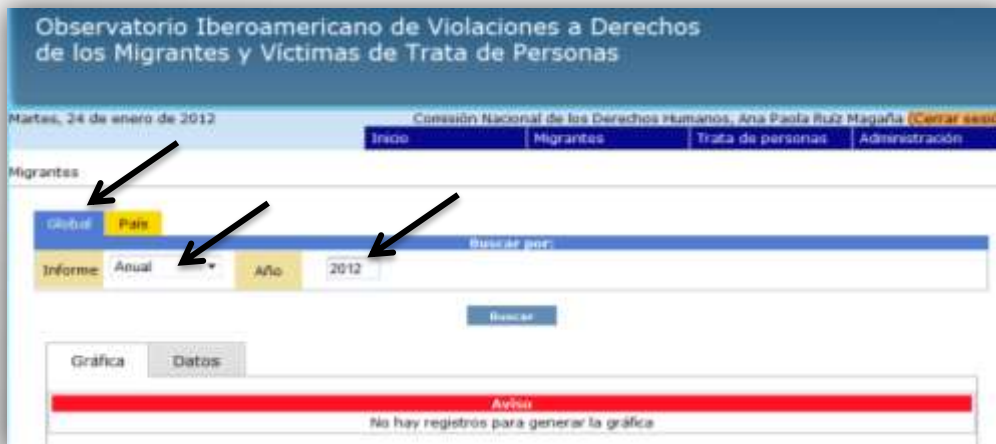 Observatorio Iberoamericano de Violaciones a Derechos
de los Migrantes y Víctimas de Trata de Personas
Martes, 24 de enero de 2012 Comisión Nacional de los Derechos Humanos, Ana Paola Ruíz Magaña (Cerrar
Inicio Migrantes Trata de personas Administración
Migrantes
Global País
Buscar por:
Informe Anual Año 2012
Buscar
Gráfica Datos
Aviso
No hay registros para generar la gráfica